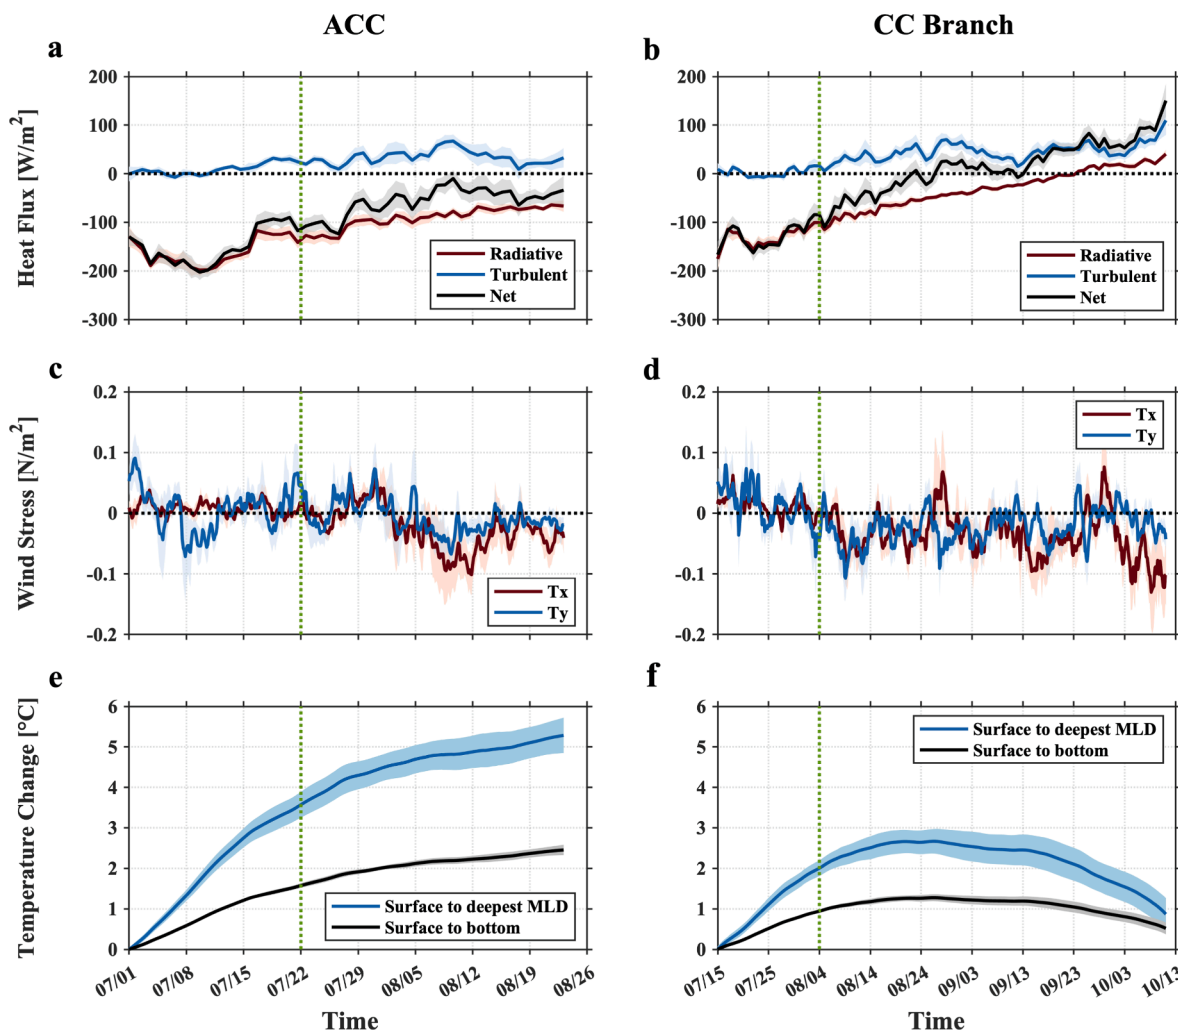 ACC
CC Branch
a
b
Heat Flux [W/m²]
200
100
0
-100
-200
-300
Radiative
Turbulent
Net
200
100
0
-100
-200
-300
Radiative
Turbulent
Net
c
d
Wind Stress [N/m²]
0.2
0.1
0
-0.1
-0.2
Tx
Ty
0.2
0.1
0
-0.1
-0.2
Tx
Ty
e
f
Temperature Change [°C]
6
5
4
3
2
1
0
Surface to deepest MLD
Surface to bottom
07/01 07/08 07/15 07/22 07/29 08/05 08/12 08/19 08/26
Time
6
5
4
3
2
1
0
Surface to deepest MLD
Surface to bottom
07/15 07/25 08/04 08/14 08/24 09/03 09/13 09/23 10/03 10/13
Time